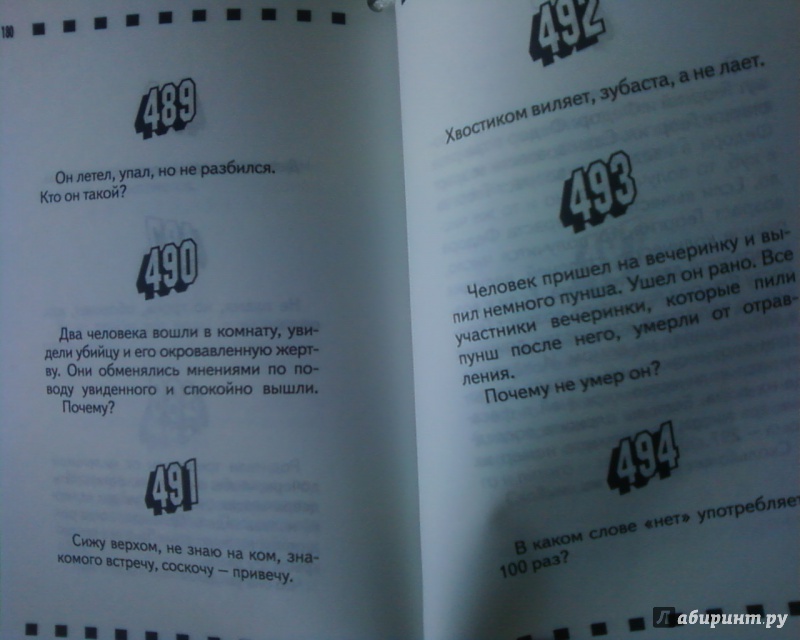 180
489
Он летел, упал, но не разбился.
Кто он такой?
490
Два человека вошли в комнату, уви-
дели убийцу и его окровавленную жерт-
ву. Они обменялись мнениями по по-
воду увиденного и спокойно вышли.
Почему?
491
Сижу верхом, не знаю на ком, зна-
комого встречу, соскочу – привечу.
492
Хвостиком виляет, зубаста, а не лает.
493
Человек пришел на вечеринку и вы-
пил немного пунша. Ушел он рано. Все
участники вечеринки, которые пили
пунш после него, умерли от отрав-
ления.
Почему не умер он?
494
В каком слове «нет» употребляет
100 раз?
Лабиринт.ру